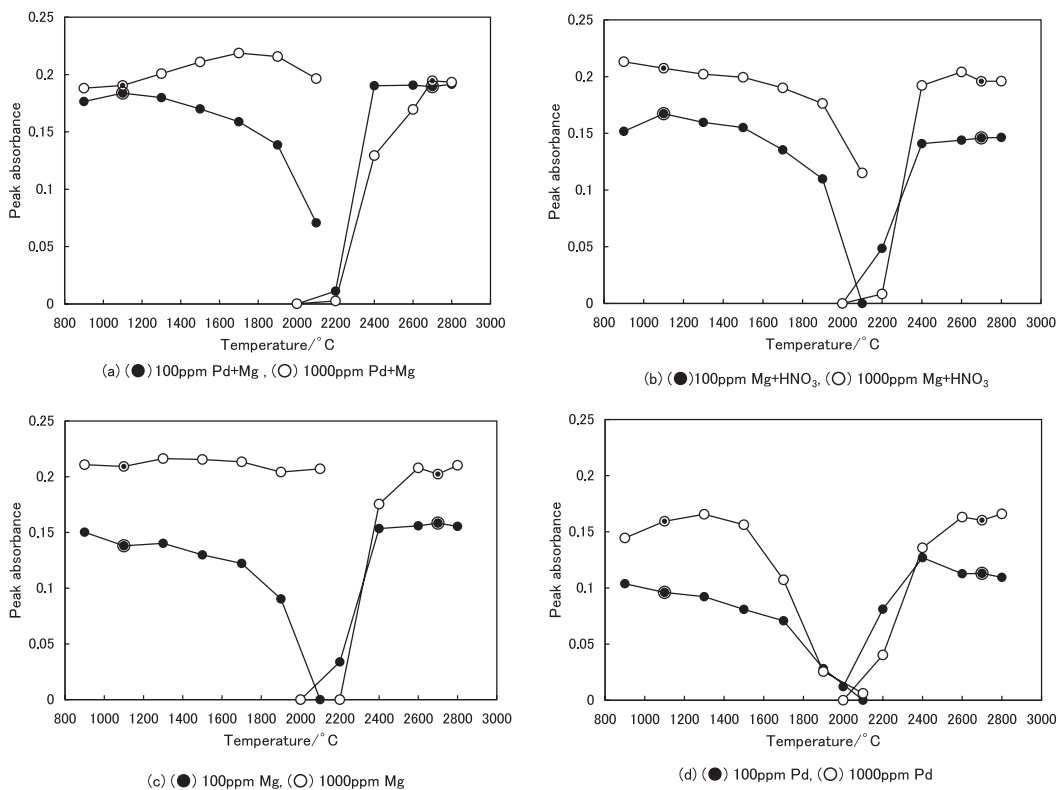 0.25
0.2
0.15
0.1
0.05
0
Peak absorbance
800 1000 1200 1400 1600 1800 2000 2200 2400 2600 2800 3000
Temperature/°C
(a) (●) 100ppm Pd+Mg , (○) 1000ppm Pd+Mg
0.25
0.2
0.15
0.1
0.05
0
Peak absorbance
800 1000 1200 1400 1600 1800 2000 2200 2400 2600 2800 3000
Temperature/°C
(b) (●)100ppm Mg+HNO₃, (○) 1000ppm Mg+HNO₃
0.25
0.2
0.15
0.1
0.05
0
Peak absorbance
800 1000 1200 1400 1600 1800 2000 2200 2400 2600 2800 3000
Temperature/°C
(c) (●) 100ppm Mg, (○) 1000ppm Mg
0.25
0.2
0.15
0.1
0.05
0
Peak absorbance
800 1000 1200 1400 1600 1800 2000 2200 2400 2600 2800 3000
Temperature/°C
(d) (●) 100ppm Pd, (○) 1000ppm Pd